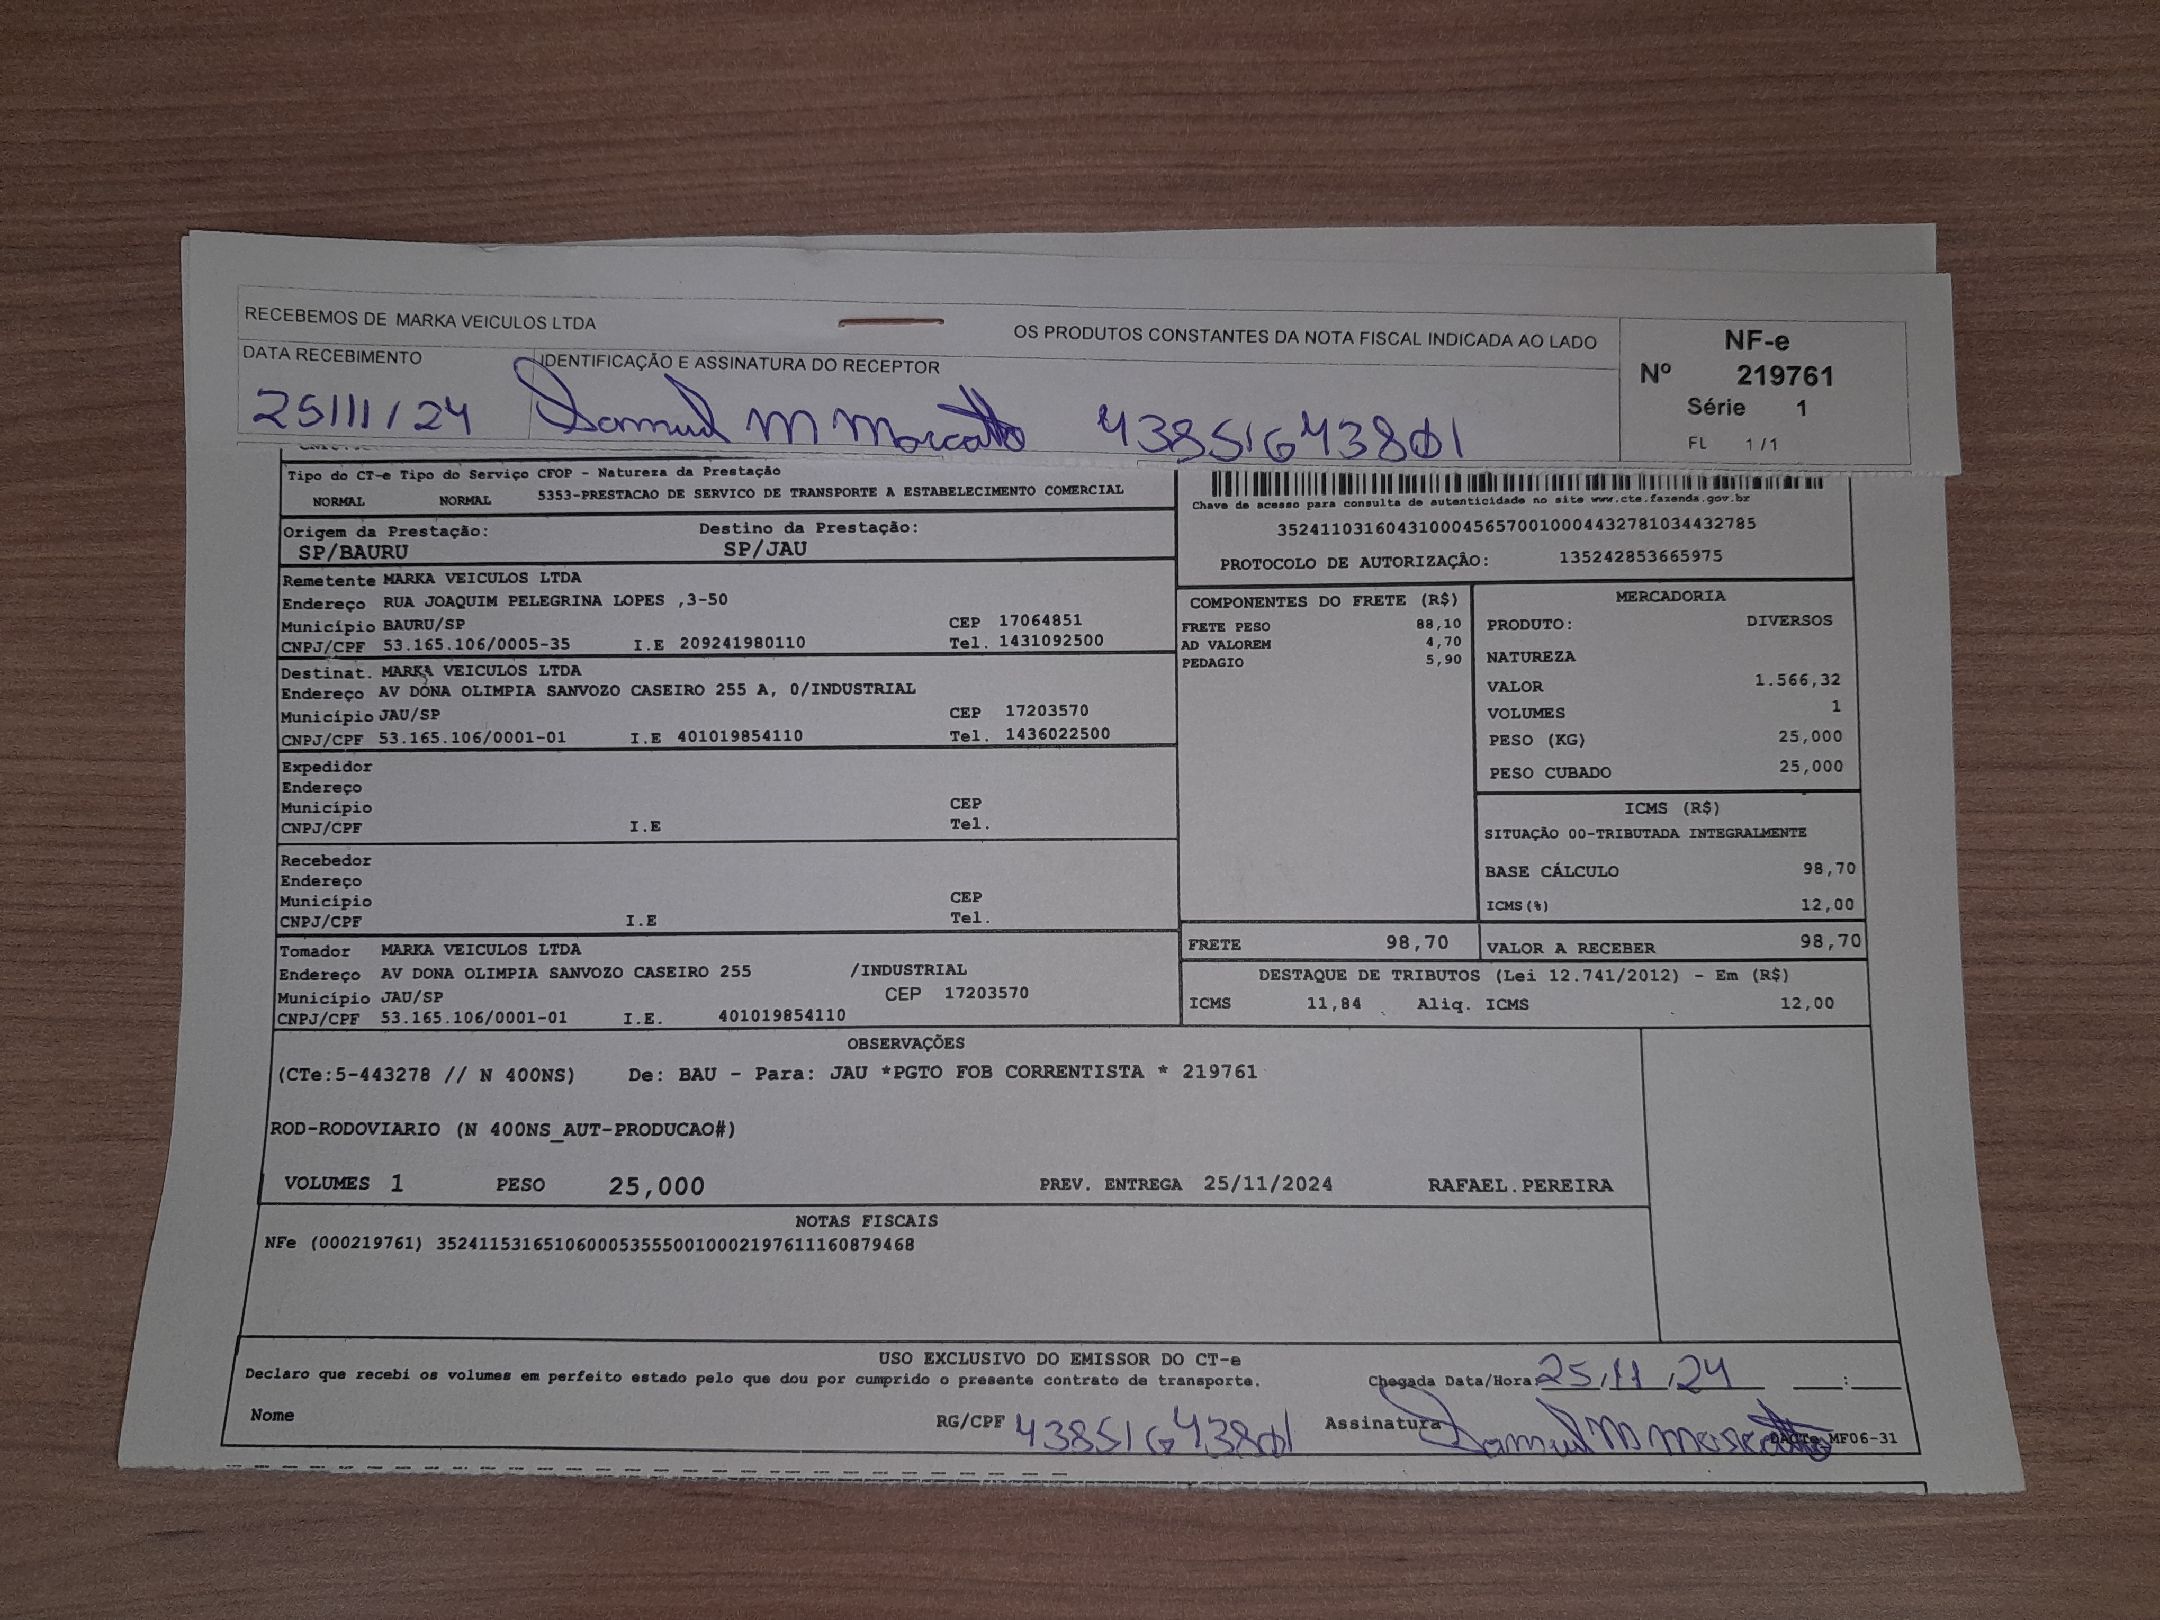 RECEBEMOS DE MARKA VEICULOS LTDA OS PRODUTOS CONSTANTES DA NOTA FISCAL INDICADA AO LADO
DATA RECEBIMENTO IDENTIFICAÇÃO E ASSINATURA DO RECEPTOR
25/11/24 Samuel M Marcatto 43851643801
NF-e
Nº 219761
Série 1
FL 1/1
Tipo do CT-e Tipo do Serviço CFOP - Natureza da Prestação
NORMAL NORMAL 5353-PRESTACAO DE SERVICO DE TRANSPORTE A ESTABELECIMENTO COMERCIAL
Origem da Prestação: Destino da Prestação:
SP/BAURU SP/JAU
Chave de acesso para consulta de autenticidade no site www.cte.fazenda.gov.br
35241103160431000456570010004432781034432785
PROTOCOLO DE AUTORIZAÇÃO: 135242853665975
Remetente MARKA VEICULOS LTDA
Endereço RUA JOAQUIM PELEGRINA LOPES ,3-50
Município BAURU/SP CEP 17064851
CNPJ/CPF 53.165.106/0005-35 I.E 209241980110 Tel. 1431092500
Destinat. MARKA VEICULOS LTDA
Endereço AV DONA OLIMPIA SANVOZO CASEIRO 255 A, 0/INDUSTRIAL
Município JAU/SP CEP 17203570
CNPJ/CPF 53.165.106/0001-01 I.E 401019854110 Tel. 1436022500
Expedidor
Endereço
Município CEP
CNPJ/CPF I.E Tel.
Recebedor
Endereço
Município CEP
CNPJ/CPF I.E Tel.
Tomador MARKA VEICULOS LTDA
Endereço AV DONA OLIMPIA SANVOZO CASEIRO 255 /INDUSTRIAL
Município JAU/SP CEP 17203570
CNPJ/CPF 53.165.106/0001-01 I.E. 401019854110
COMPONENTES DO FRETE (R$)
FRETE PESO 88,10
AD VALOREM 4,70
PEDAGIO 5,90
MERCADORIA
PRODUTO: DIVERSOS
NATUREZA
VALOR 1.566,32
VOLUMES 1
PESO (KG) 25,000
PESO CUBADO 25,000
ICMS (R$)
SITUAÇÃO 00-TRIBUTADA INTEGRALMENTE
BASE CÁLCULO 98,70
ICMS(%) 12,00
FRETE 98,70 VALOR A RECEBER 98,70
DESTAQUE DE TRIBUTOS (Lei 12.741/2012) - Em (R$)
ICMS 11,84 Aliq. ICMS 12,00
OBSERVAÇÕES
(CTe:5-443278 // N 400NS) De: BAU - Para: JAU *PGTO FOB CORRENTISTA * 219761
ROD-RODOVIARIO (N 400NS_AUT-PRODUCAO#)
VOLUMES 1 PESO 25,000 PREV. ENTREGA 25/11/2024 RAFAEL.PEREIRA
NOTAS FISCAIS
NFe (000219761) 35241153165106000535550010002197611160879468
USO EXCLUSIVO DO EMISSOR DO CT-e
Declaro que recebi os volumes em perfeito estado pelo que dou por cumprido o presente contrato de transporte. Chegada Data/Hora 25/11/24 __:__
Nome RG/CPF 43851643801 Assinatura Samuel M Marcatto
DACTe MF06-31